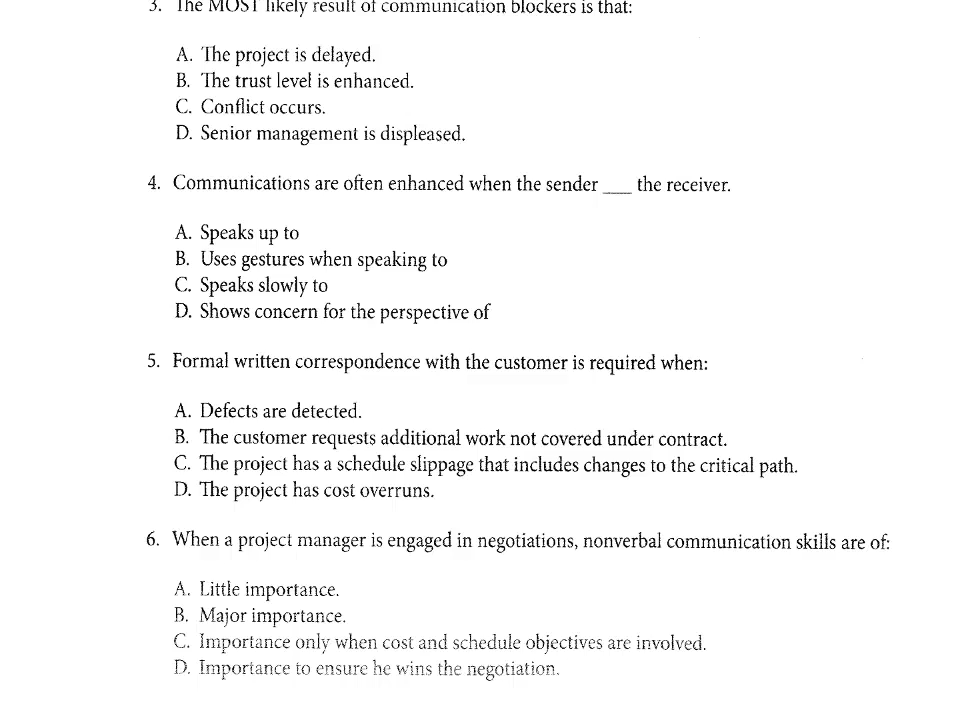 3. The MOST likely result of communication blockers is that:
A. The project is delayed.
B. The trust level is enhanced.
C. Conflict occurs.
D. Senior management is displeased.
4. Communications are often enhanced when the sender ___ the receiver.
A. Speaks up to
B. Uses gestures when speaking to
C. Speaks slowly to
D. Shows concern for the perspective of
5. Formal written correspondence with the customer is required when:
A. Defects are detected.
B. The customer requests additional work not covered under contract.
C. The project has a schedule slippage that includes changes to the critical path.
D. The project has cost overruns.
6. When a project manager is engaged in negotiations, nonverbal communication skills are of:
A. Little importance.
B. Major importance.
C. Importance only when cost and schedule objectives are involved.
D. Importance to ensure he wins the negotiation.